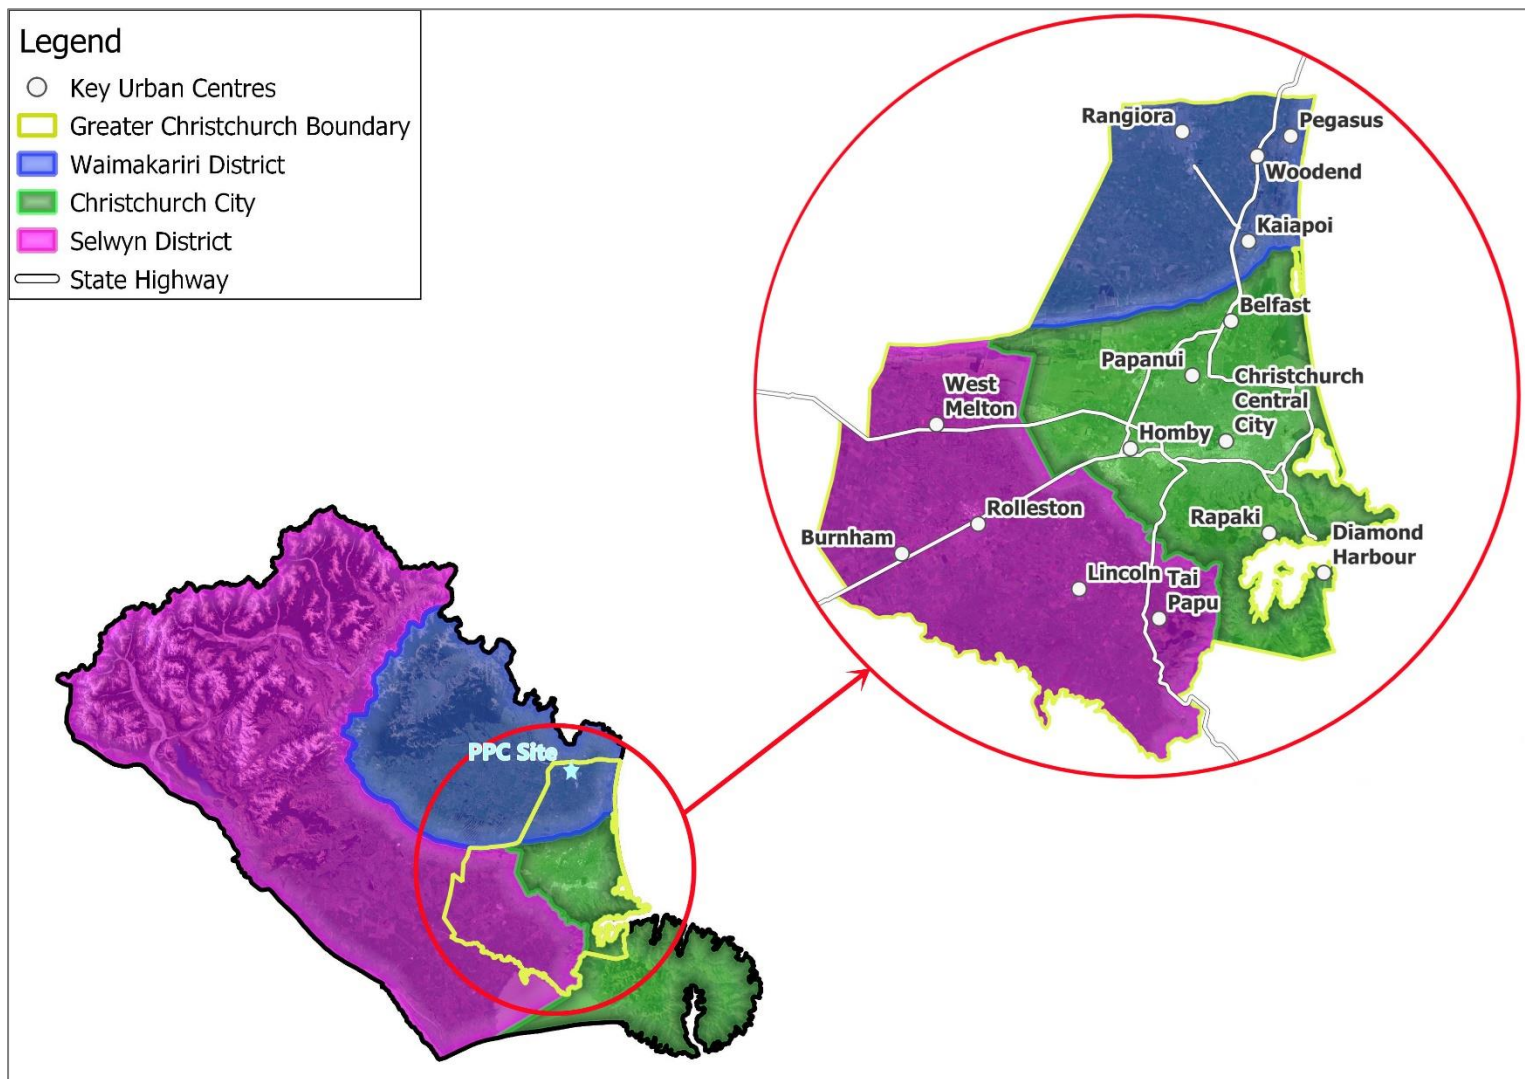 Legend
Key Urban Centres
Greater Christchurch Boundary
Waimakariri District
Christchurch City
Selwyn District
State Highway
Rangiora
Pegasus
Woodend
Kaiapoi
Belfast
Papanui
Christchurch
Central
City
West
Melton
Homby
Rolleston
Burnham
Rapaki
Diamond
Harbour
Lincoln
Tai
Papu
PPC Site